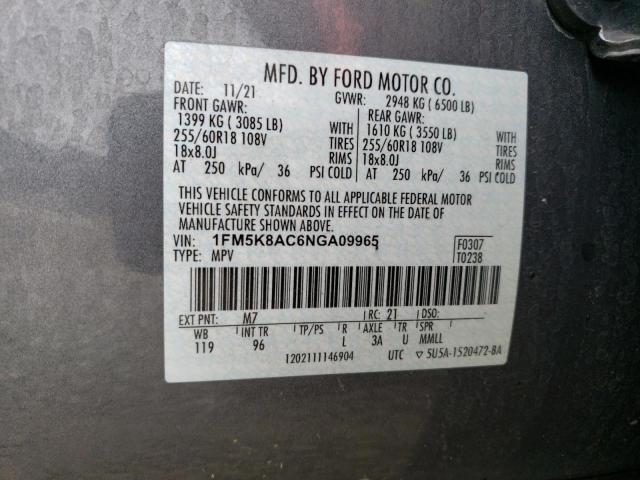 MFD. BY FORD MOTOR CO.
DATE: 11/21 GVWR: 2948 KG ( 6500 LB)
FRONT GAWR: REAR GAWR:
1399 KG ( 3085 LB) WITH 1610 KG ( 3550 LB) WITH
255/60R18 108V TIRES 255/60R18 108V TIRES
18x8.0J RIMS 18x8.0J RIMS
AT 250 kPa/ 36 PSI COLD AT 250 kPa/ 36 PSI COLD
THIS VEHICLE CONFORMS TO ALL APPLICABLE FEDERAL MOTOR
VEHICLE SAFETY STANDARDS IN EFFECT ON THE DATE OF
MANUFACTURE SHOWN ABOVE.
VIN: 1FM5K8AC6NGA09965 F0307
TYPE: MPV T0238
EXT PNT: M7 RC: 21 DSO:
WB INT TR TP/PS R AXLE TR SPR
119 96 L 3A U MMLL
1202111146904 UTC ▽ 5U5A-1520472-BA